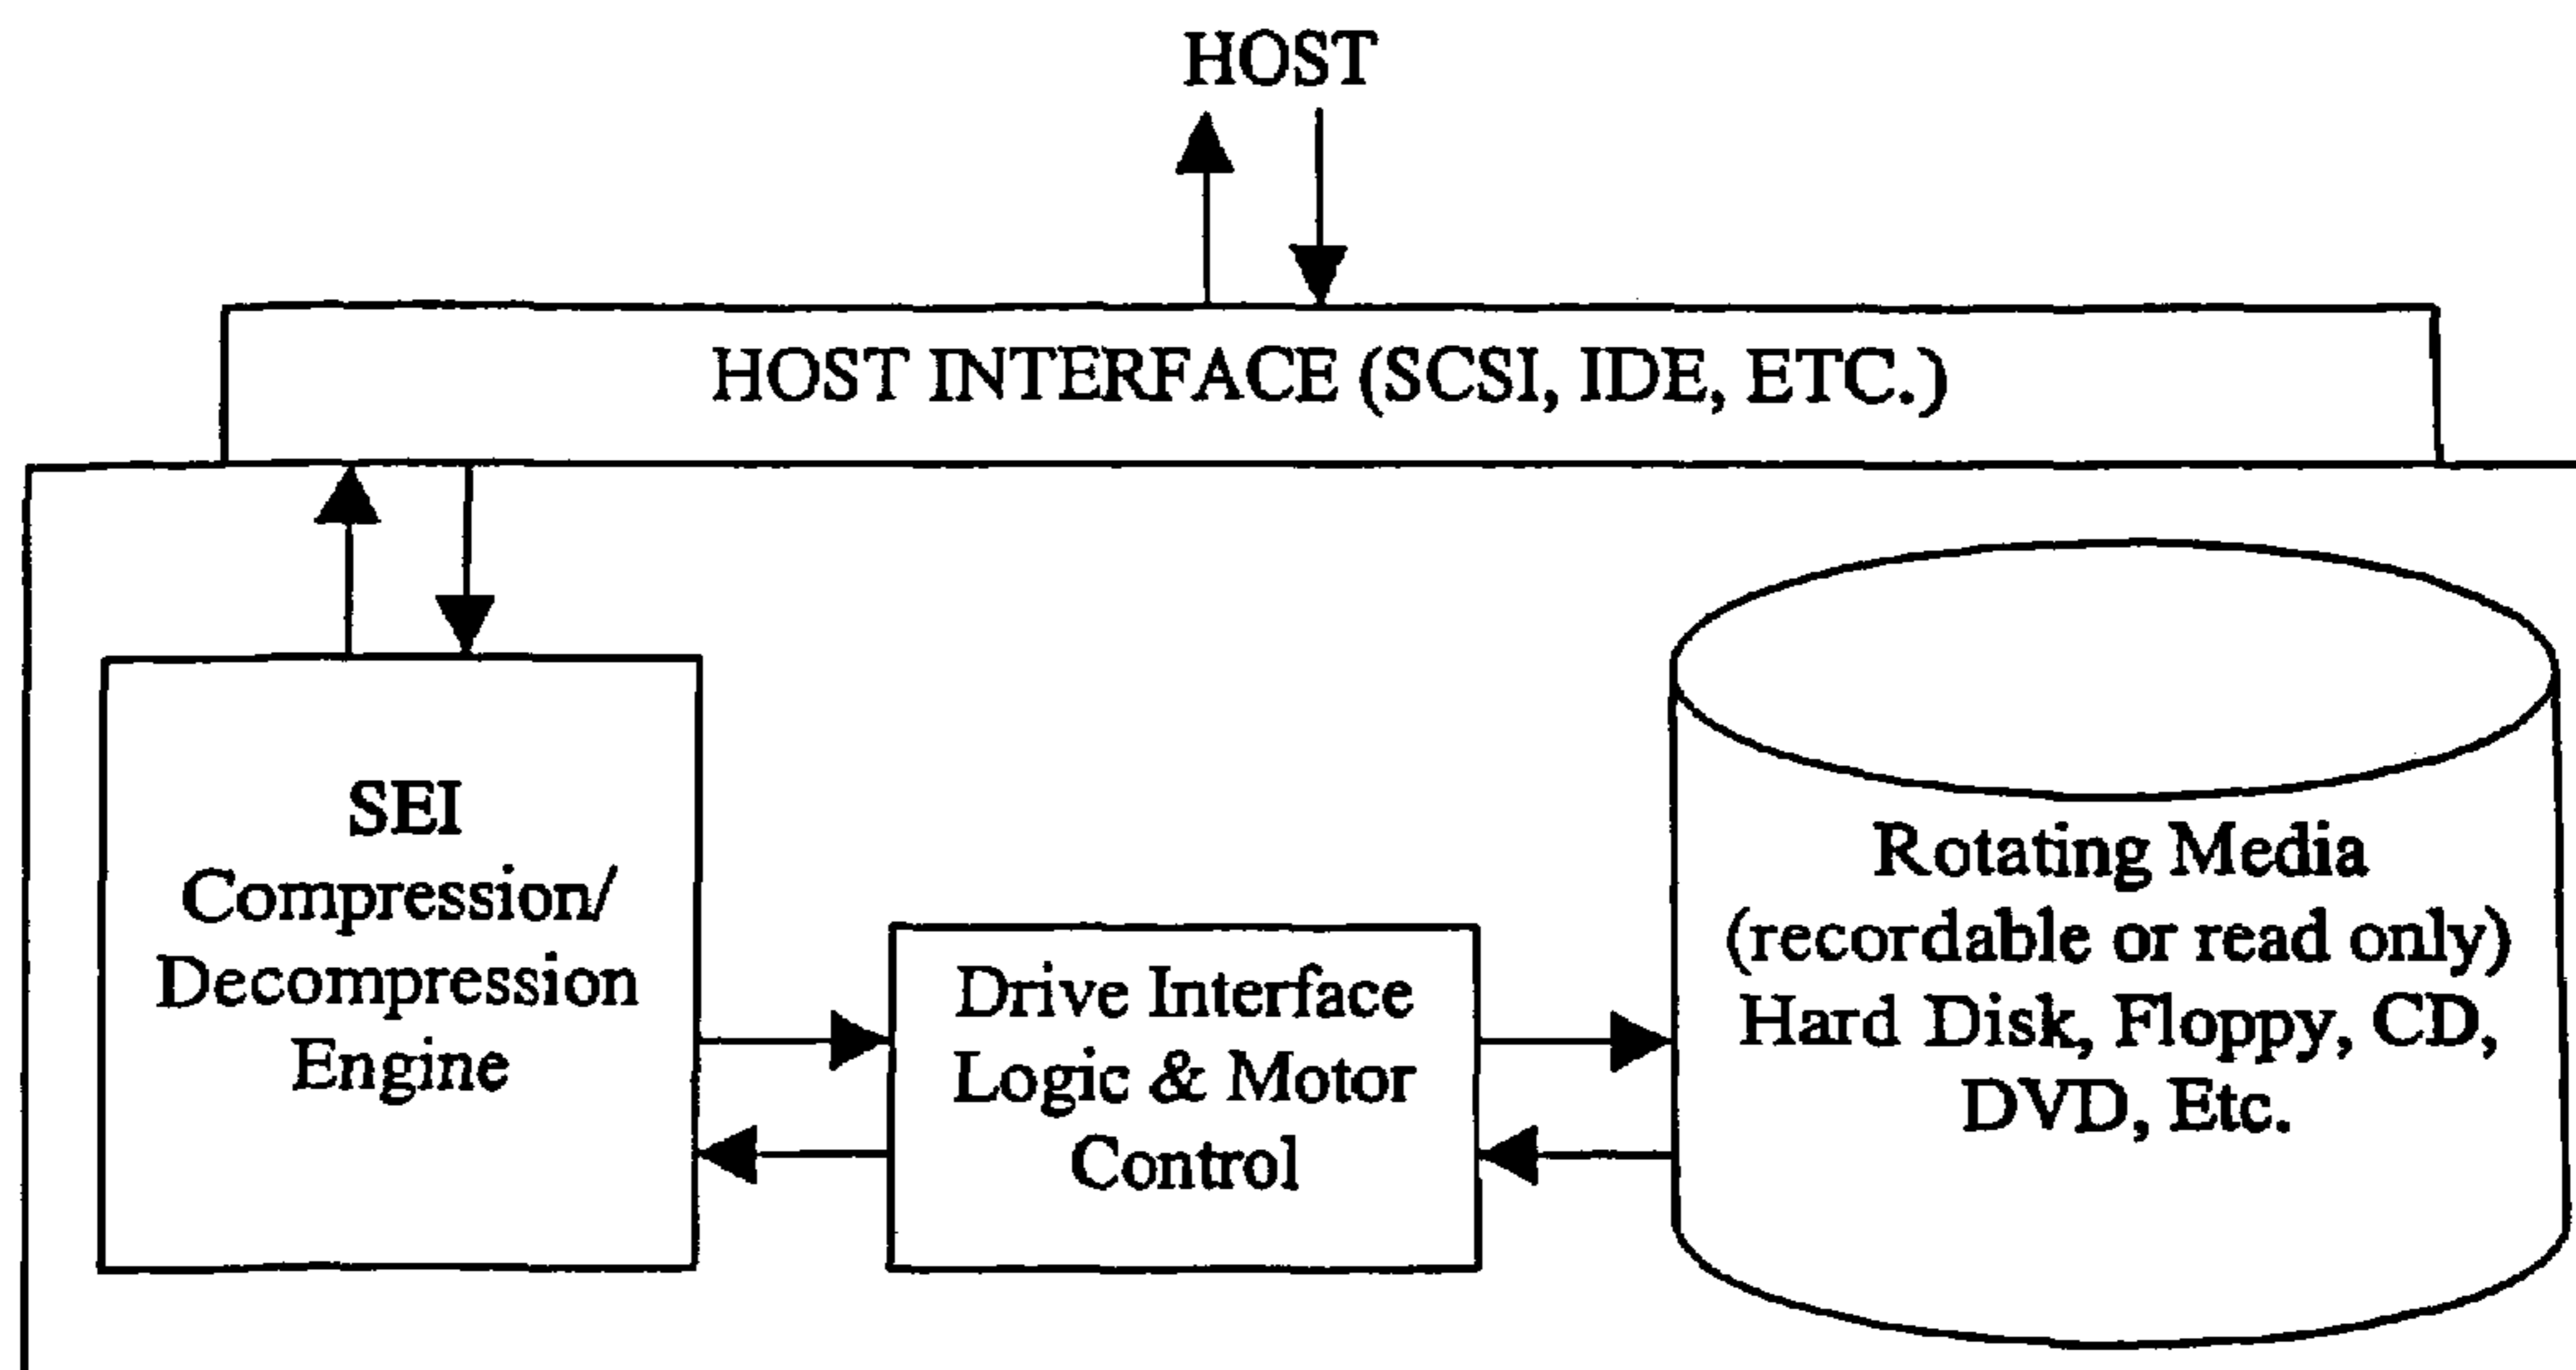 HOST
HOST INTERFACE (SCSI, IDE, ETC.)
SEI
Compression/
Decompression
Engine
Drive Interface
Logic & Motor
Control
Rotating Media
(recordable or read only)
Hard Disk, Floppy, CD,
DVD, Etc.